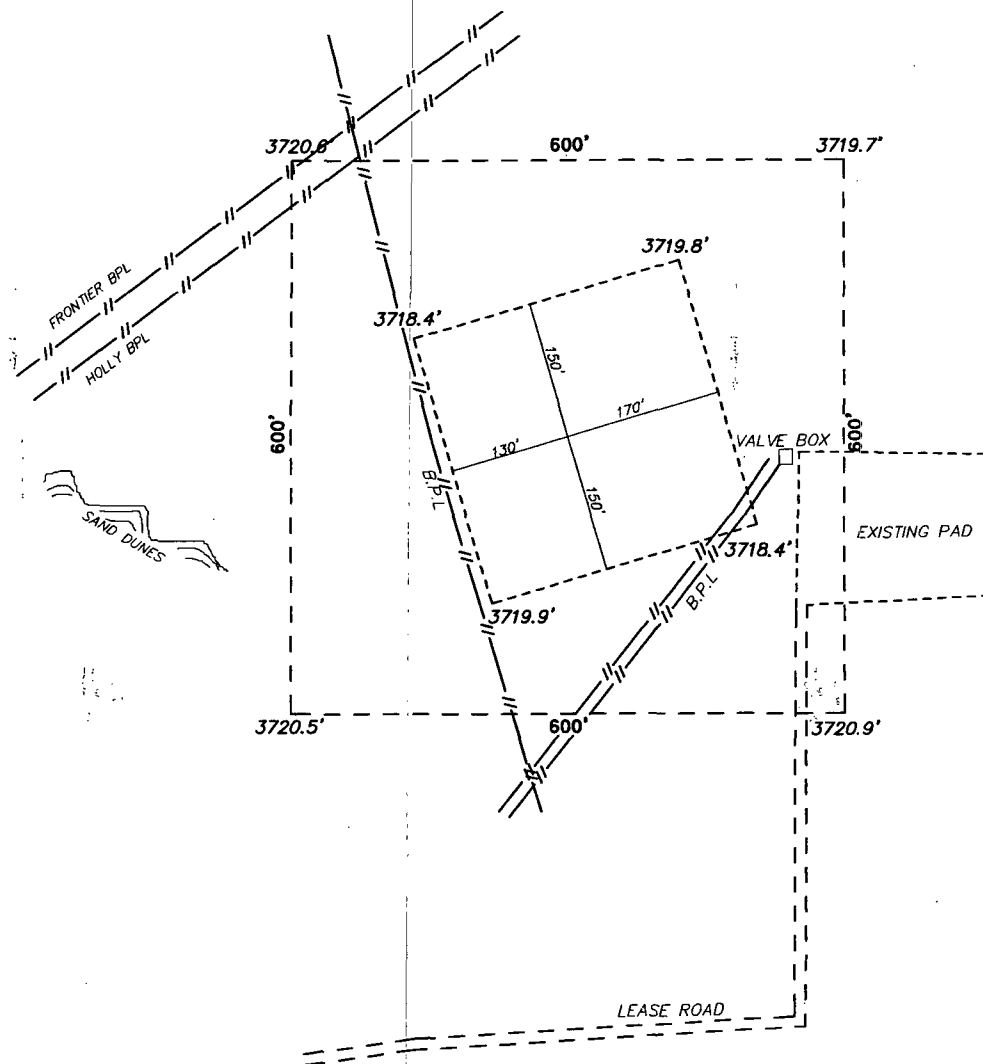 3720.6'
600'
3719.7'
3719.8'
FRONTIER BPL
3718.4'
HOLLY BPL
150'
170'
130'
600'
VALVE BOX
600'
B.P.L
150'
SAND DUNES
EXISTING PAD
3718.4'
B.P.L
3719.9'
3720.5'
600'
3720.9'
LEASE ROAD